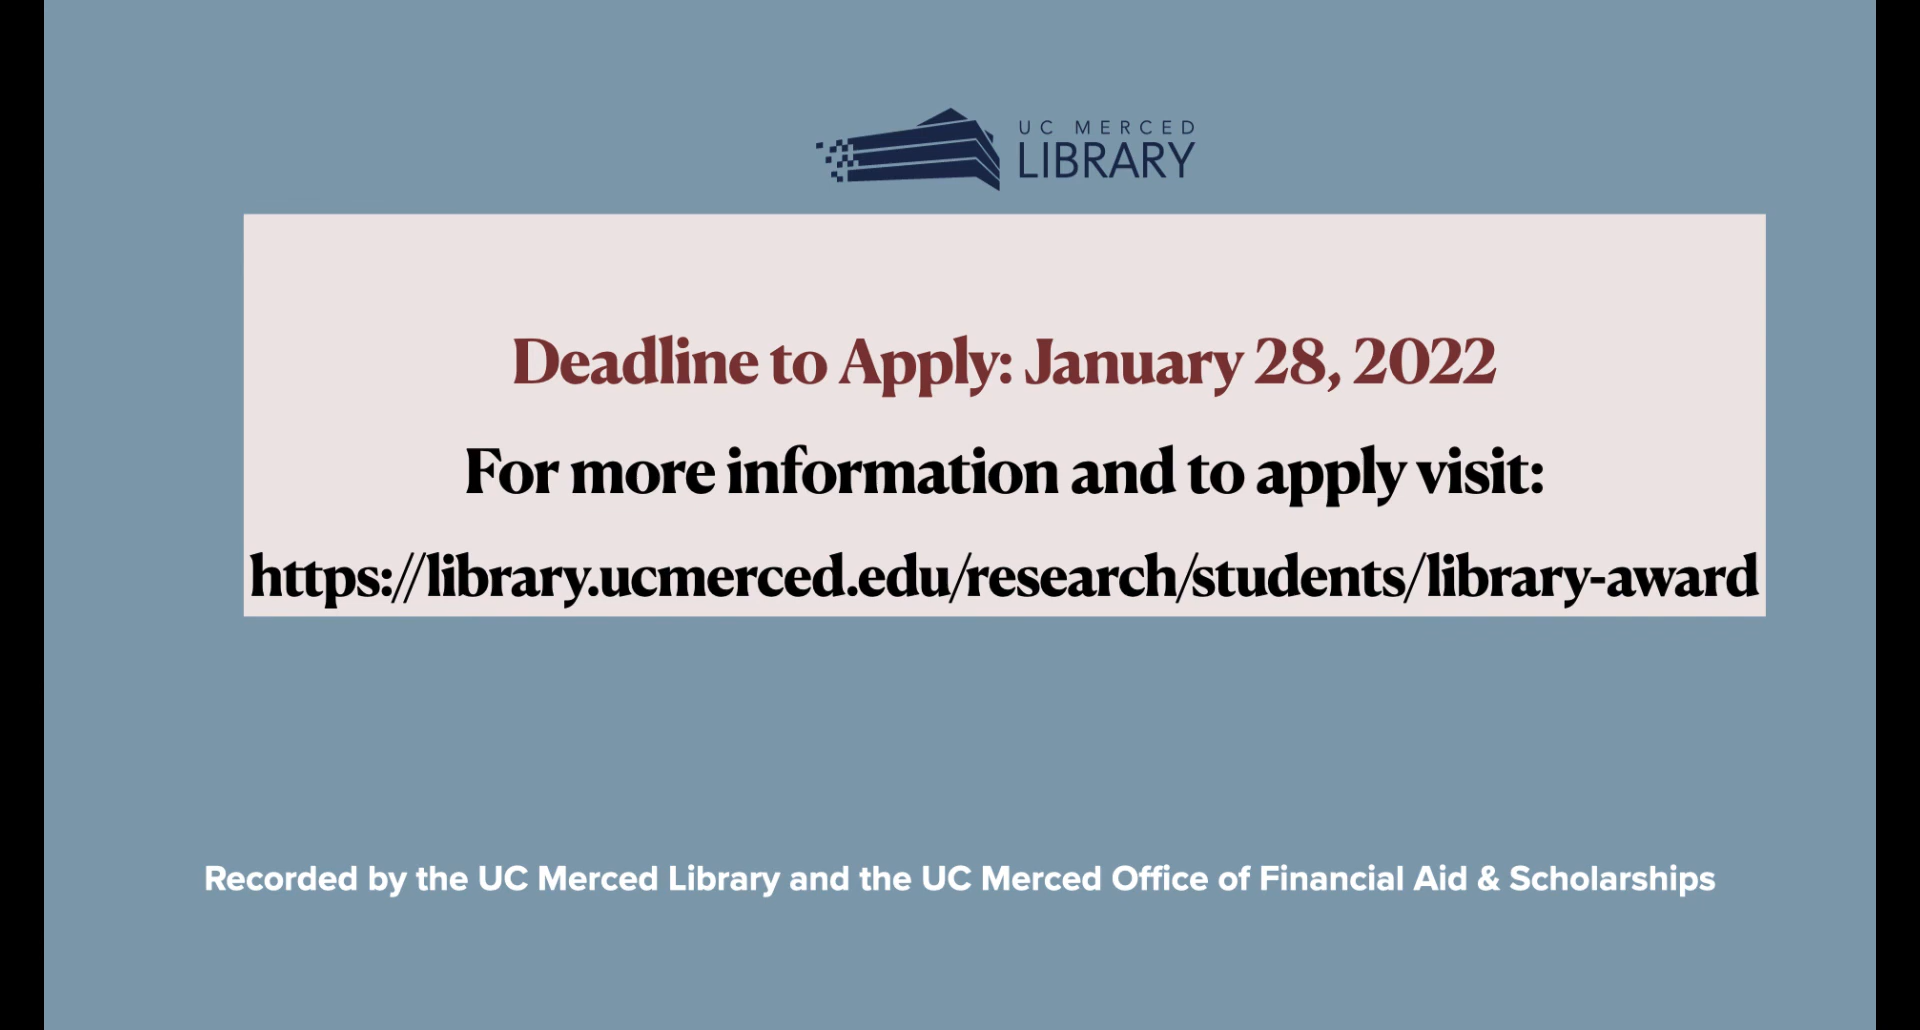 UC MERCED
LIBRARY
Deadline to Apply: January 28, 2022
For more information and to apply visit:
https://library.ucmerced.edu/research/students/library-award
Recorded by the UC Merced Library and the UC Merced Office of Financial Aid & Scholarships